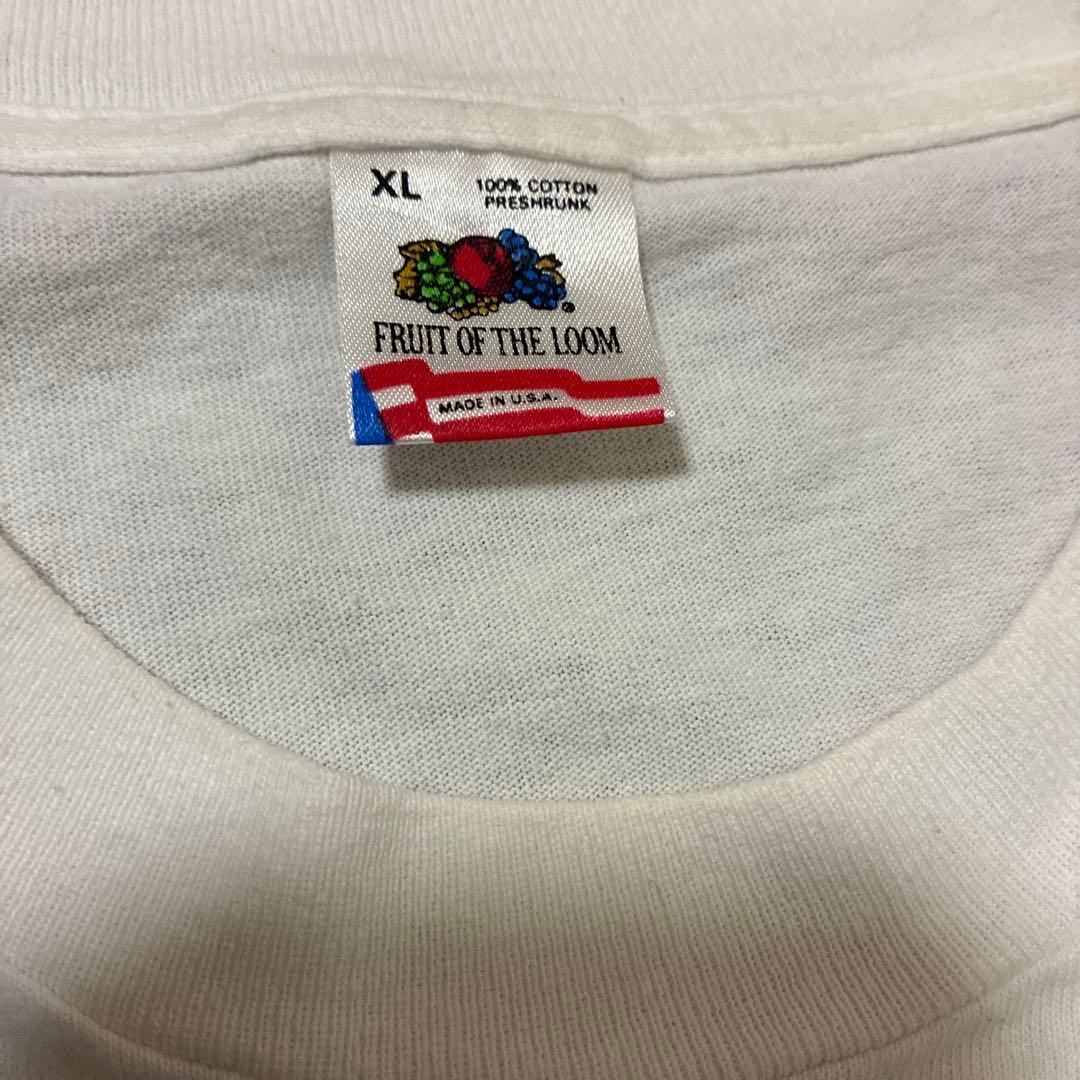 XL
100% COTTON
PRESHRUNK
®
FRUIT OF THE LOOM
MADE IN U.S.A.